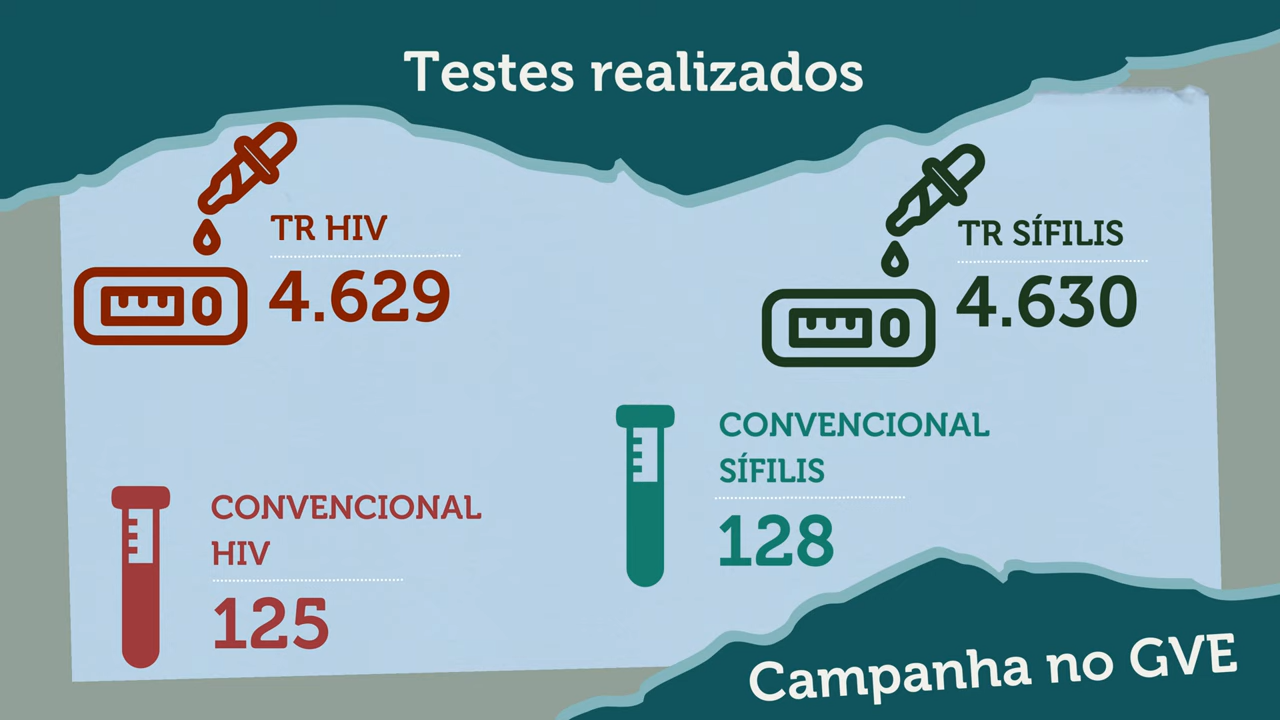 Testes realizados
TR HIV
4.629
TR SÍFILIS
4.630
CONVENCIONAL
SÍFILIS
128
CONVENCIONAL
HIV
125
Campanha no GVE